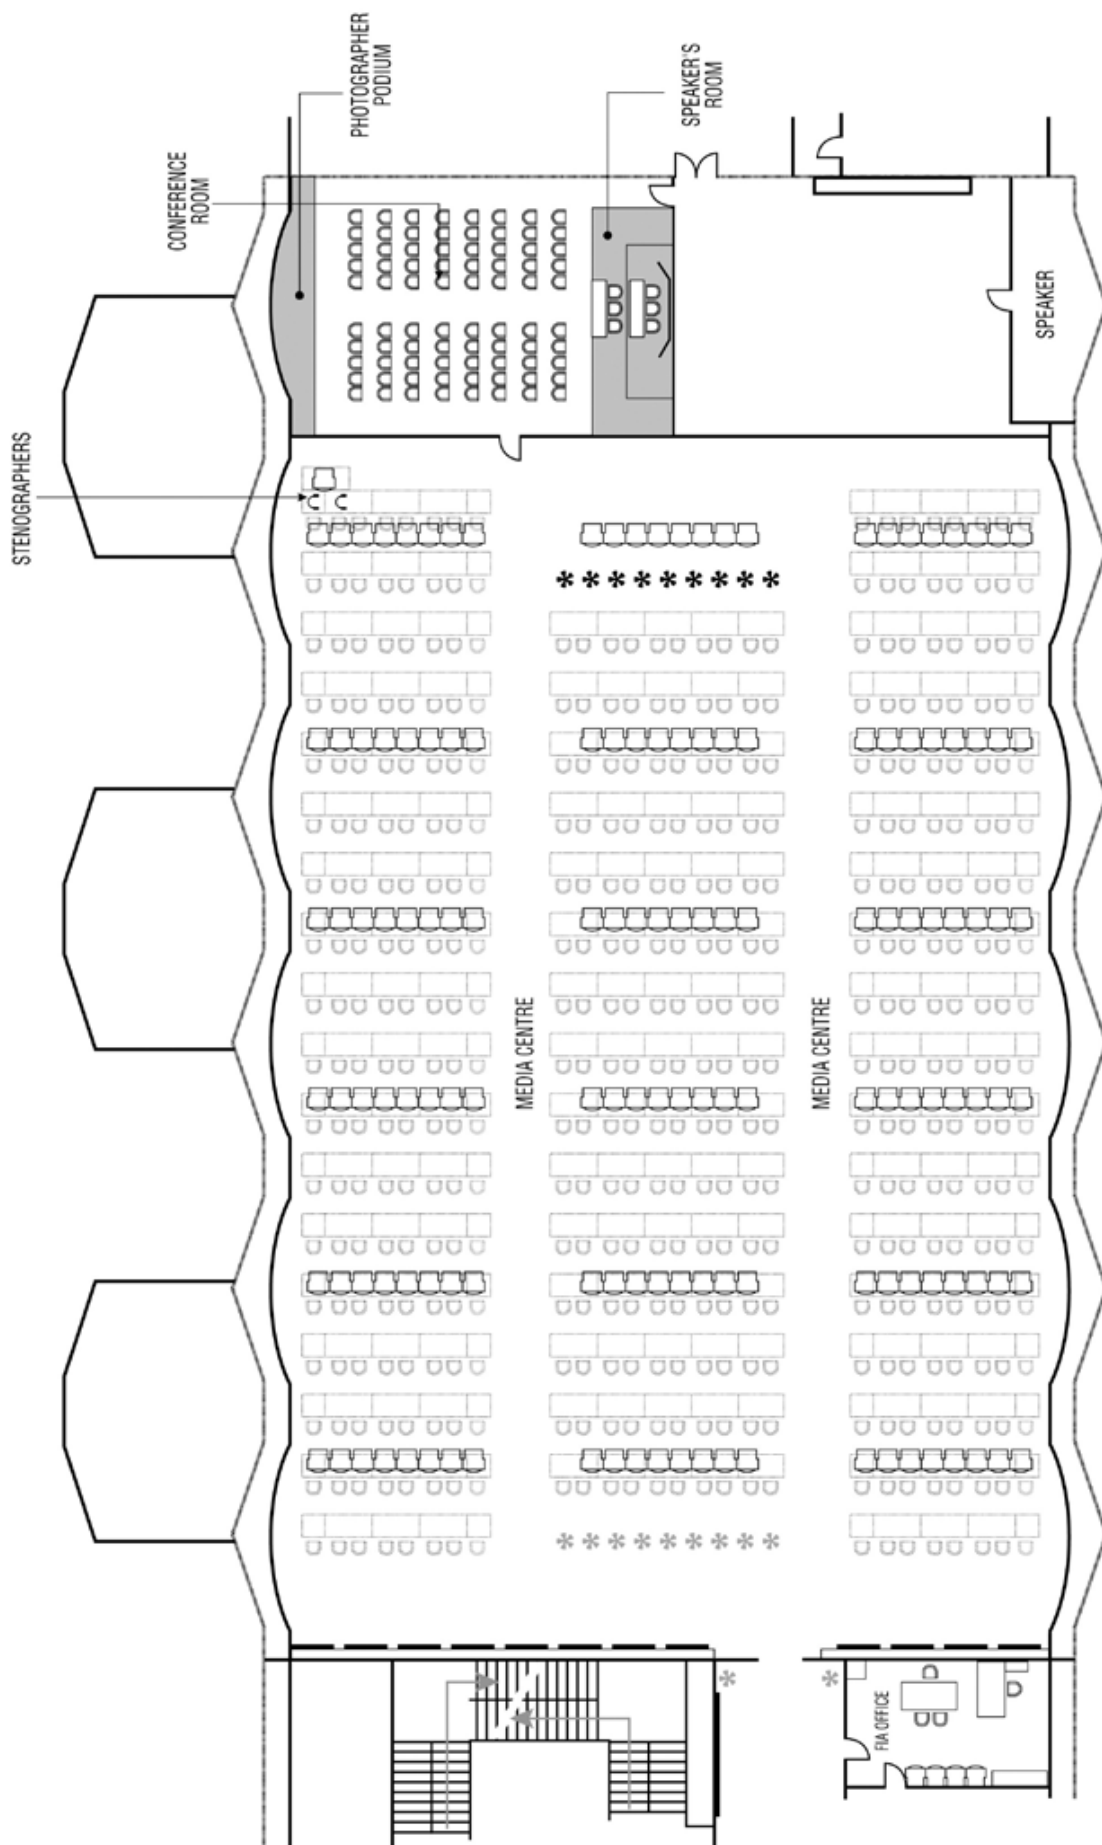 STENOGRAPHERS
CONFERENCE
ROOM
PHOTOGRAPHER
PODIUM
SPEAKER'S
ROOM
SPEAKER
MEDIA CENTRE
MEDIA CENTRE
FIA OFFICE